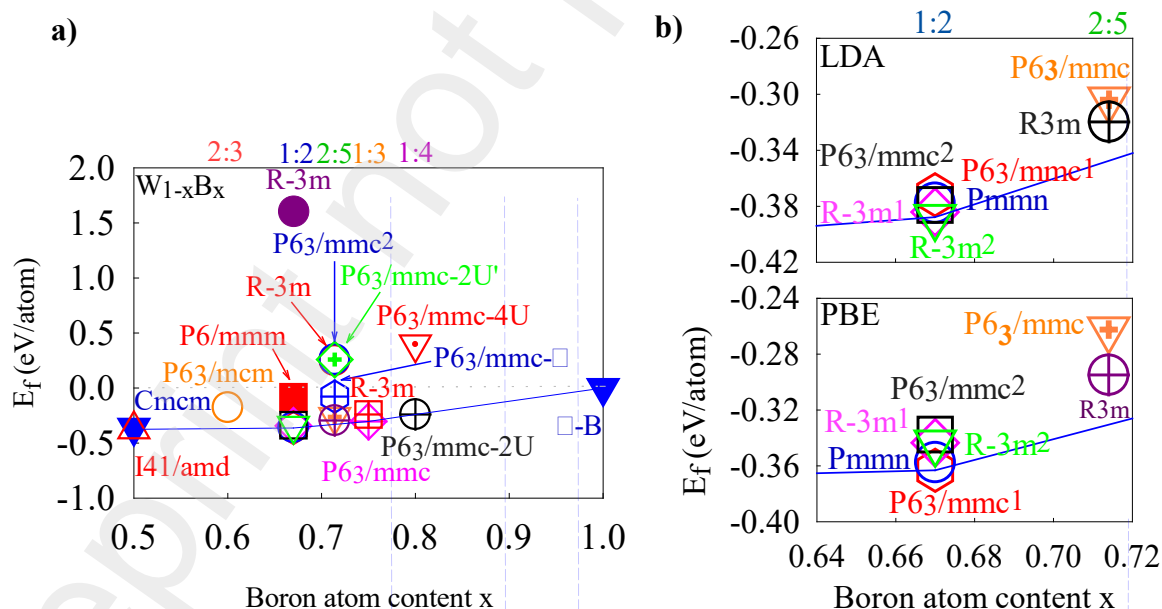 a)
2:3 1:2 2:5 1:3 1:4
W1-xBx
R-3m
P63/mmc2
P63/mmc-2U'
R-3m
P63/mmc-4U
P6/mmm
P63/mmc-□
P63/mcm
R-3m
Cmcm
□-B
I41/amd
P63/mmc-2U
P63/mmc
2.0
1.5
1.0
0.5
0.0
-0.5
-1.0
Ef (eV/atom)
0.5 0.6 0.7 0.8 0.9 1.0
Boron atom content x
b)
1:2 2:5
LDA
P63/mmc
R3m
P63/mmc2
P63/mmc1
Pmmn
R-3m1
R-3m2
-0.26
-0.30
-0.34
-0.38
-0.42
PBE
P63/mmc
P63/mmc2
R-3m1
R3m
R-3m2
Pmmn
P63/mmc1
-0.24
-0.28
-0.32
-0.36
-0.40
Ef (eV/atom)
0.64 0.66 0.68 0.70 0.72
Boron atom content x